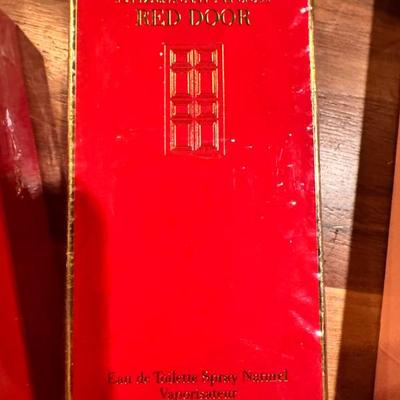 RED DOOR
Eau de Toilette Spray Naturel
Vaporisateur